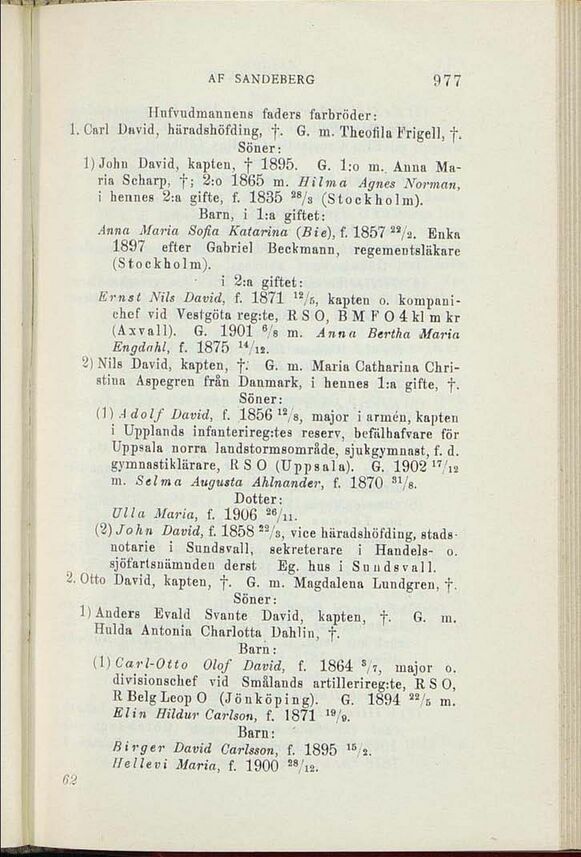 AF SANDEBERG 977
Hufvudmannens faders farbröder:
1. Carl David, häradshöfding, †. G. m. Theofila Frigell, †.
Söner:
1) John David, kapten, † 1895. G. 1:o m. Anna Ma-
ria Scharp, †; 2:o 1865 m. Hilma Agnes Norman,
i hennes 2:a gifte, f. 1835 28/3 (Stockholm).
Barn, i 1:a giftet:
Anna Maria Sofia Katarina (Bie), f. 1857 22/2. Enka
1897 efter Gabriel Beckmann, regementsläkare
(Stockholm).
i 2:a giftet:
Ernst Nils David, f. 1871 12/5, kapten o. kompani-
chef vid Vestgöta reg:te, R S O, B M F O 4 kl m kr
(Axvall). G. 1901 6/8 m. Anna Bertha Maria
Engdahl, f. 1875 14/12.
2) Nils David, kapten, †. G. m. Maria Catharina Chri-
stina Aspegren från Danmark, i hennes 1:a gifte, †.
Söner:
(1) Adolf David, f. 1856 12/8, major i armén, kapten
i Upplands infanterireg:tes reserv, befälhafvare för
Uppsala norra landstormsområde, sjukgymnast, f. d.
gymnastiklärare, R S O (Uppsala). G. 1902 17/12
m. Selma Augusta Ahlnander, f. 1870 31/8.
Dotter:
Ulla Maria, f. 1906 26/11.
(2) John David, f. 1858 22/3, vice häradshöfding, stads-
notarie i Sundsvall, sekreterare i Handels- o.
sjöfartsnämnden derst. Eg. hus i Sundsvall.
2. Otto David, kapten, †. G. m. Magdalena Lundgren, †.
Söner:
1) Anders Evald Svante David, kapten, †. G. m.
Hulda Antonia Charlotta Dahlin, †.
Barn:
(1) Carl-Otto Olof David, f. 1864 3/7, major o.
divisionschef vid Smålands artillerireg:te, R S O,
R Belg Leop O (Jönköping). G. 1894 22/5 m.
Elin Hildur Carlson, f. 1871 19/9.
Barn:
Birger David Carlsson, f. 1895 15/2.
Hellevi Maria, f. 1900 28/12.
62